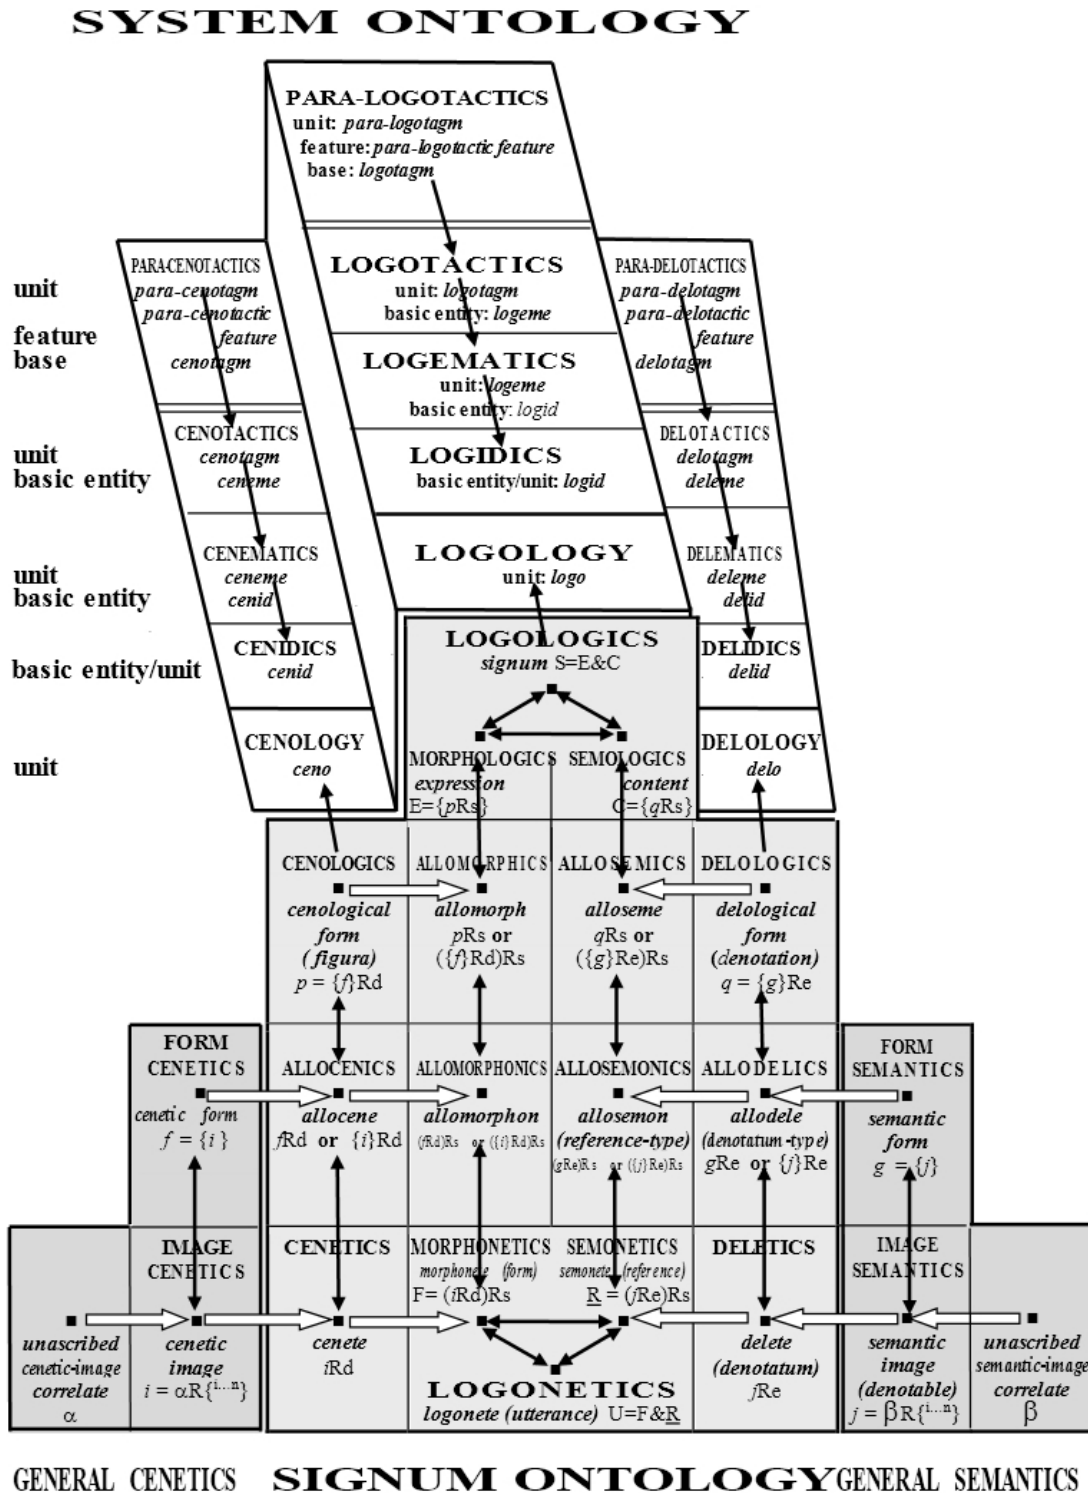 SYSTEM ONTOLOGY
PARA-LOGOTACTICS
unit: para-logotagm
feature: para-logotactic feature
base: logotagm
LOGOTACTICS
unit: logotagm
basic entity: logeme
LOGEMATICS
unit: logeme
basic entity: logid
LOGIDICS
basic entity/unit: logid
LOGOLOGY
unit: logo
unit
feature
base
unit
basic entity
unit
basic entity
basic entity/unit
unit
PARA-CENOTACTICS
para-cenotagm
para-cenotactic
feature
cenotagm
CENOTACTICS
cenotagm
ceneme
CENEMATICS
ceneme
cenid
CENIDICS
cenid
CENOLOGY
ceno
PARA-DELOTACTICS
para-delotagm
para-delotactic
feature
delotagm
DELOTACTICS
delotagm
deleme
DELEMATICS
deleme
delid
DELIDICS
delid
DELOLOGY
delo
LOGOLOGICS
signum S=E&C
MORPHOLOGICS
expression
E={pRs}
SEMOLOGICS
content
C={qRs}
CENOLOGICS
cenological
form
(figura)
p = {f}Rd
ALLOMORPHICS
allomorph
pRs or
({f}Rd)Rs
ALLOSEMICS
alloseme
qRs or
({g}Re)Rs
DELOLOGICS
delological
form
(denotation)
q = {g}Re
FORM
CENETICS
cenetic form
f = {i }
ALLOCENICS
allocene
fRd or {i}Rd
ALLOMORPHONICS
allomorphon
(fRd)Rs or ({i}Rd)Rs
ALLOSEMONICS
allosemon
(reference-type)
(gRe)Rs or ({j}Re)Rs
ALLODELICS
allodele
(denotatum-type)
gRe or {j}Re
FORM
SEMANTICS
semantic
form
g = {j}
unascribed
cenetic-image
correlate
α
IMAGE
CENETICS
cenetic
image
i = αR{i...n}
CENETICS
cenete
iRd
MORPHONETICS
morphonete (form)
F= (iRd)Rs
SEMONETICS
semonete (reference)
R = (jRe)Rs
LOGONETICS
logonete (utterance) U=F&R
DELETICS
delete
(denotatum)
jRe
IMAGE
SEMANTICS
semantic
image
(denotable)
j = βR{i...n}
unascribed
semantic-image
correlate
β
GENERAL CENETICS SIGNUM ONTOLOGY GENERAL SEMANTICS